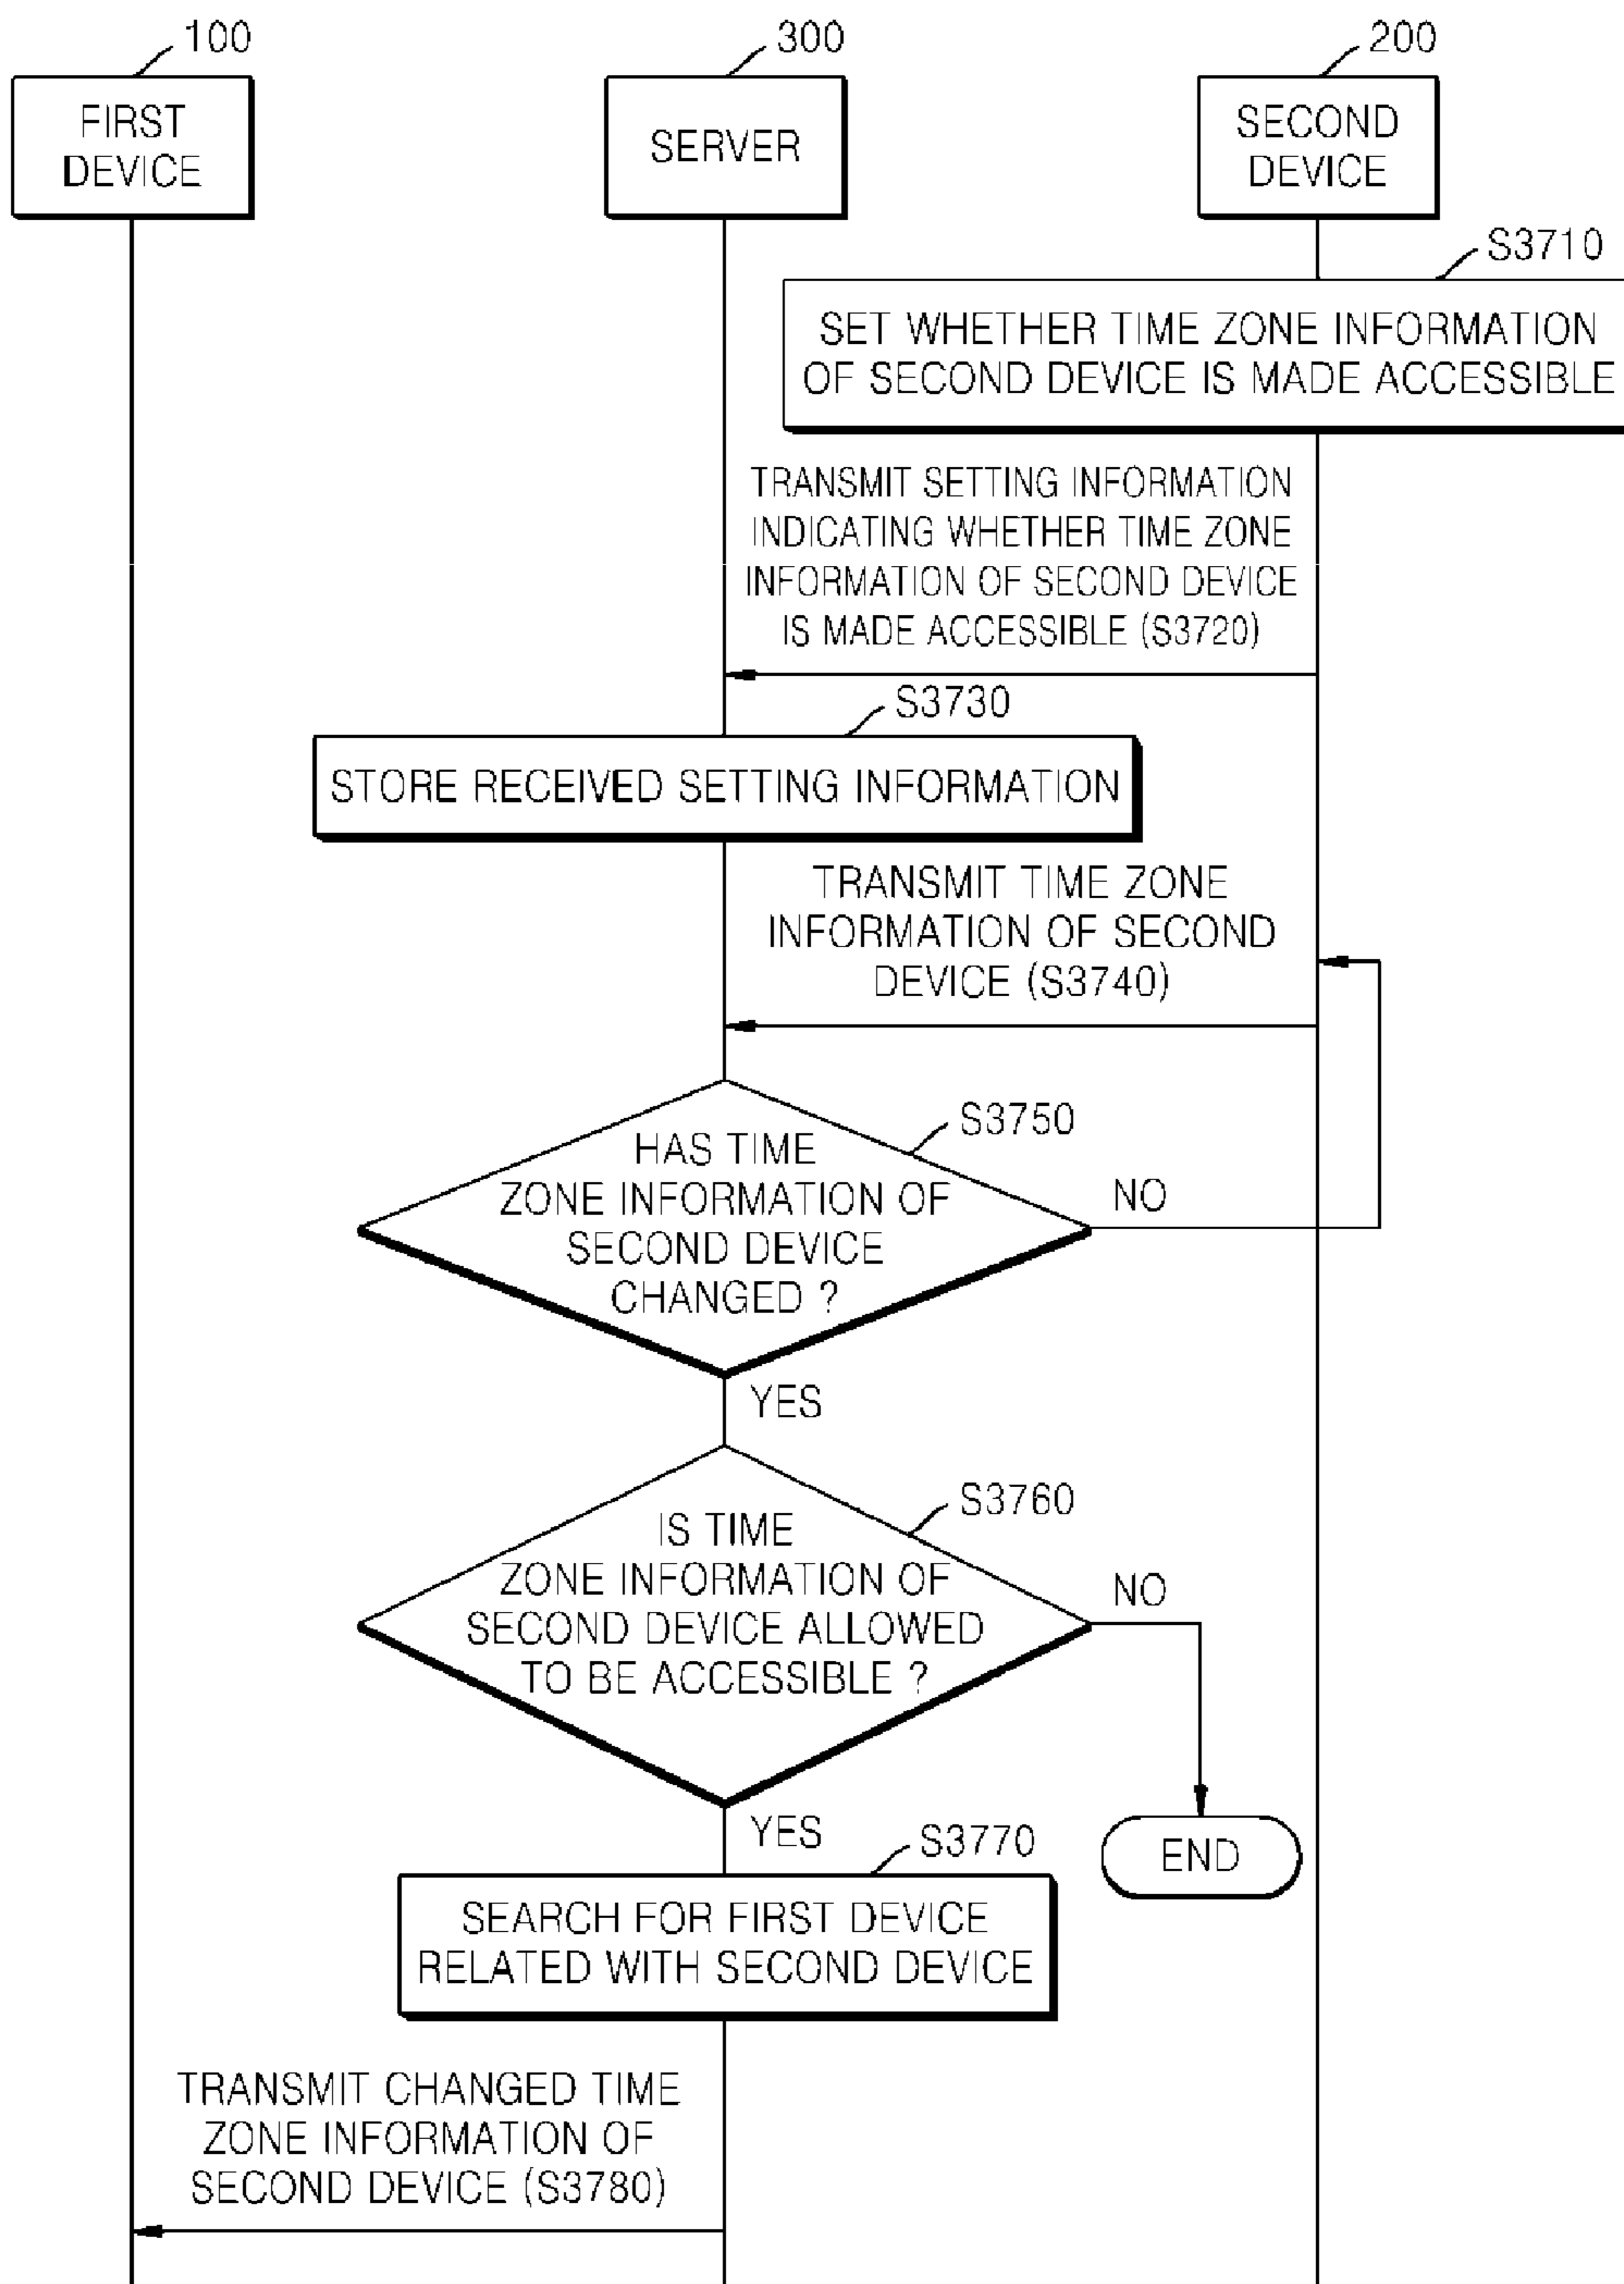 100
300
200
FIRST
DEVICE
SERVER
SECOND
DEVICE
S3710
SET WHETHER TIME ZONE INFORMATION
OF SECOND DEVICE IS MADE ACCESSIBLE
TRANSMIT SETTING INFORMATION
INDICATING WHETHER TIME ZONE
INFORMATION OF SECOND DEVICE
IS MADE ACCESSIBLE (S3720)
S3730
STORE RECEIVED SETTING INFORMATION
TRANSMIT TIME ZONE
INFORMATION OF SECOND
DEVICE (S3740)
S3750
HAS TIME
ZONE INFORMATION OF
SECOND DEVICE
CHANGED ?
NO
YES
S3760
IS TIME
ZONE INFORMATION OF
SECOND DEVICE ALLOWED
TO BE ACCESSIBLE ?
NO
YES
END
S3770
SEARCH FOR FIRST DEVICE
RELATED WITH SECOND DEVICE
TRANSMIT CHANGED TIME
ZONE INFORMATION OF
SECOND DEVICE (S3780)